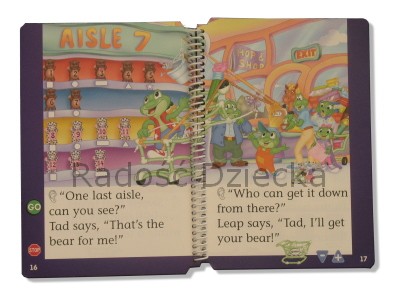 AISLE 7
"One last aisle,
can you see?"
Tad says, "That's the
bear for me!"
GO
STOP
16
EXIT
"Who can get it down
from there?"
Leap says, "Tad, I'll get
your bear!"
17
Radość Dziecka